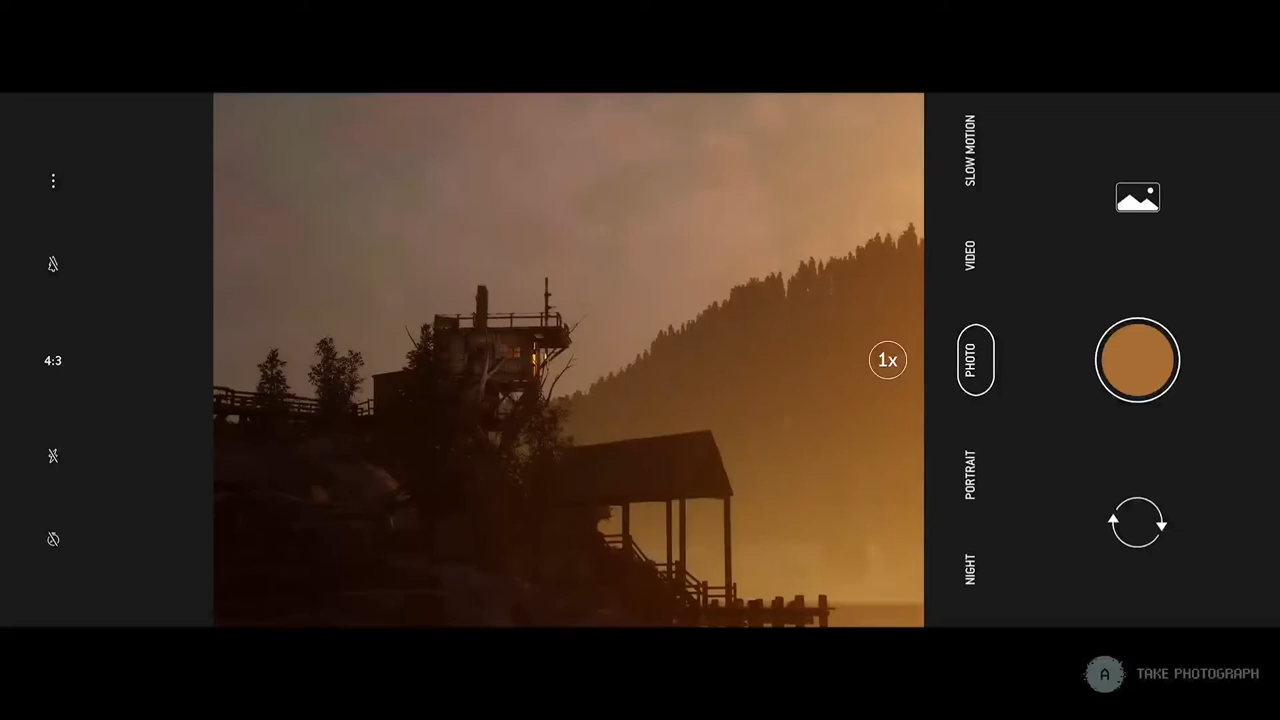 4:3
1x
SLOW MOTION
VIDEO
PHOTO
PORTRAIT
NIGHT
A TAKE PHOTOGRAPH